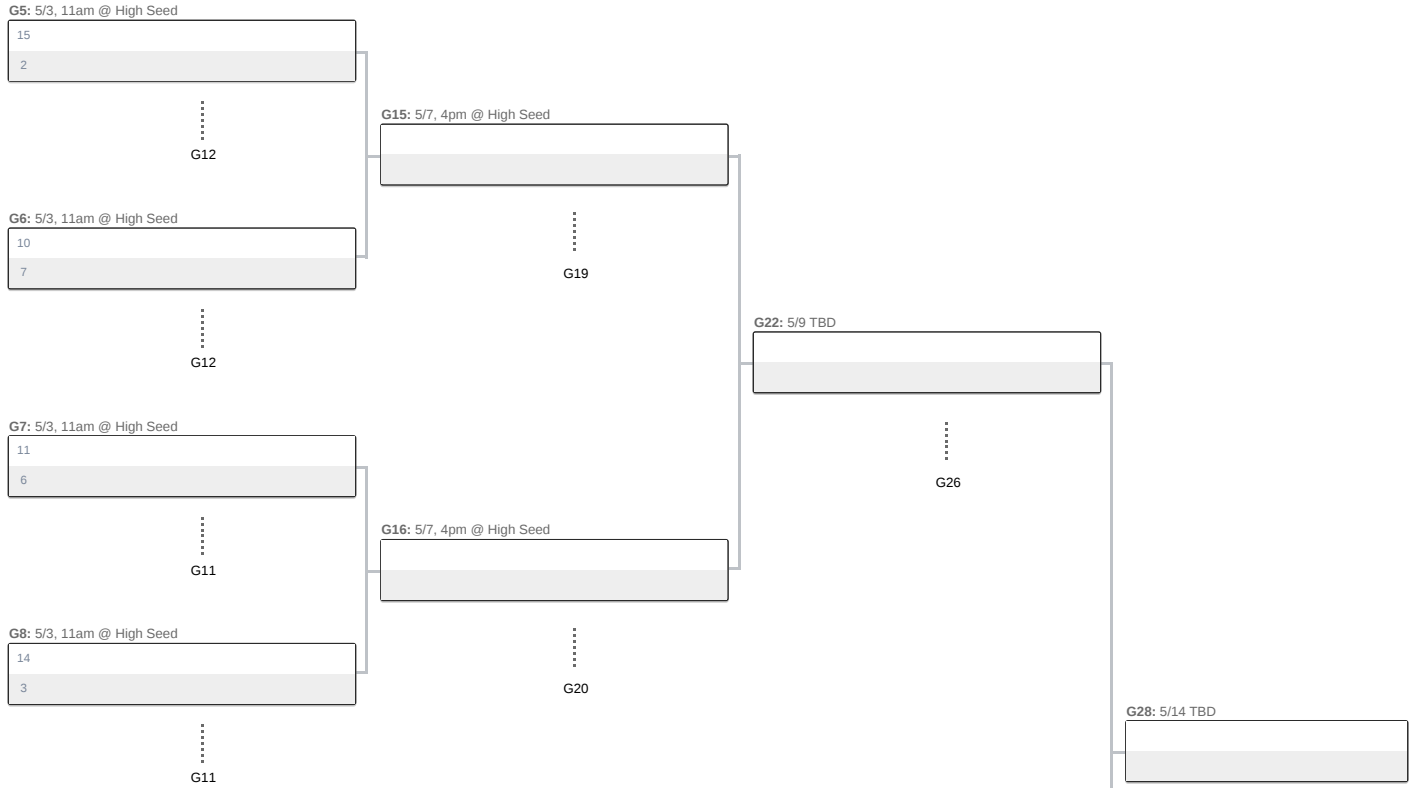 G5: 5/3, 11am @ High Seed
15
2
G12
G6: 5/3, 11am @ High Seed
10
7
G12
G7: 5/3, 11am @ High Seed
11
6
G11
G8: 5/3, 11am @ High Seed
14
3
G11
G15: 5/7, 4pm @ High Seed
G19
G16: 5/7, 4pm @ High Seed
G20
G22: 5/9 TBD
G26
G28: 5/14 TBD